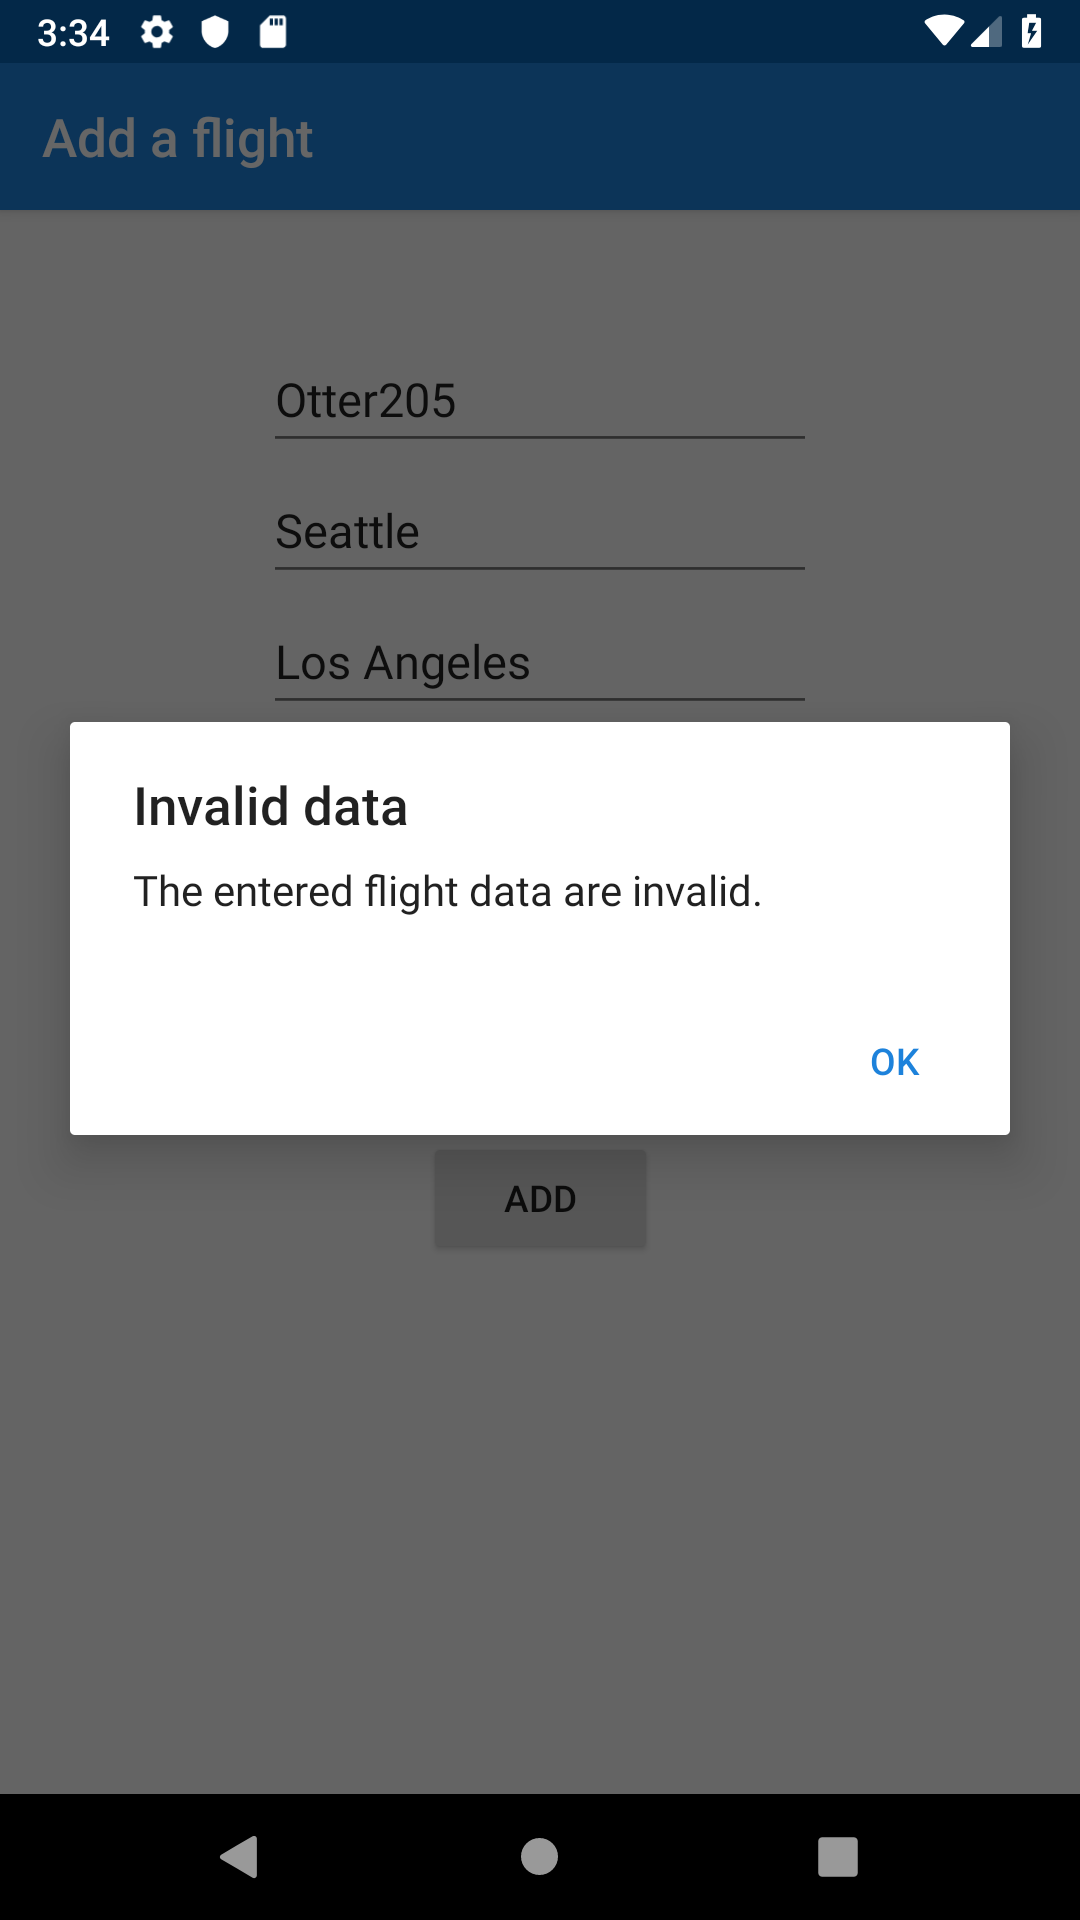 3:34
Add a flight
Otter205
Seattle
Los Angeles
Invalid data
The entered flight data are invalid.
OK
ADD